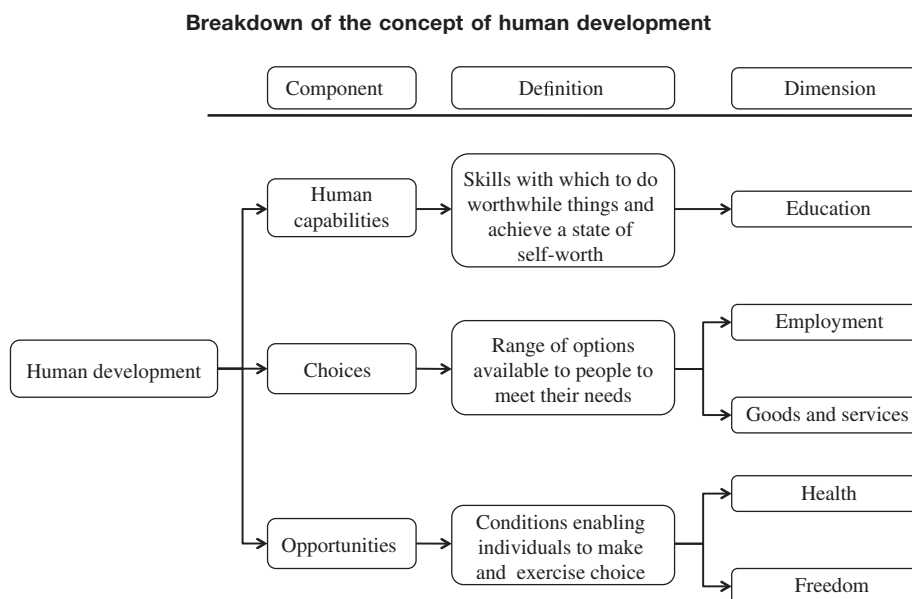 Breakdown of the concept of human development
Component
Definition
Dimension
Human
capabilities
Skills with which to do
worthwhile things and
achieve a state of
self-worth
Education
Human development
Choices
Range of options
available to people to
meet their needs
Employment
Goods and services
Opportunities
Conditions enabling
individuals to make
and exercise choice
Health
Freedom